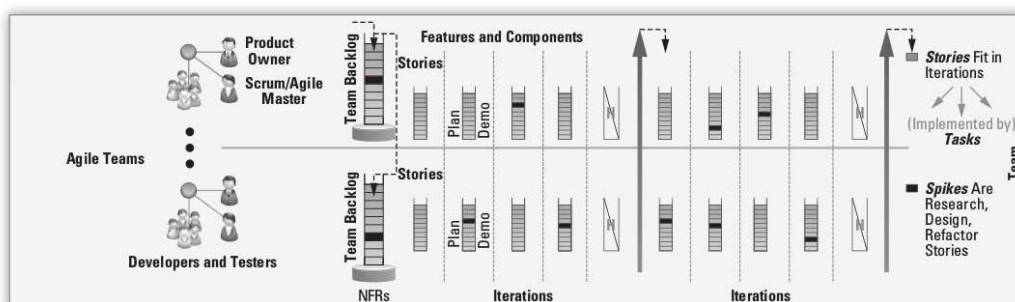 Product
Owner
Scrum/Agile
Master
Agile Teams
Developers and Testers
Team Backlog
Features and Components
Stories
Plan
Demo
H
H
Team Backlog
Stories
Plan
Demo
H
H
NFRs
Iterations
Iterations
Stories Fit in
Iterations
(Implemented by)
Tasks
Spikes Are
Research,
Design,
Refactor
Stories
Team